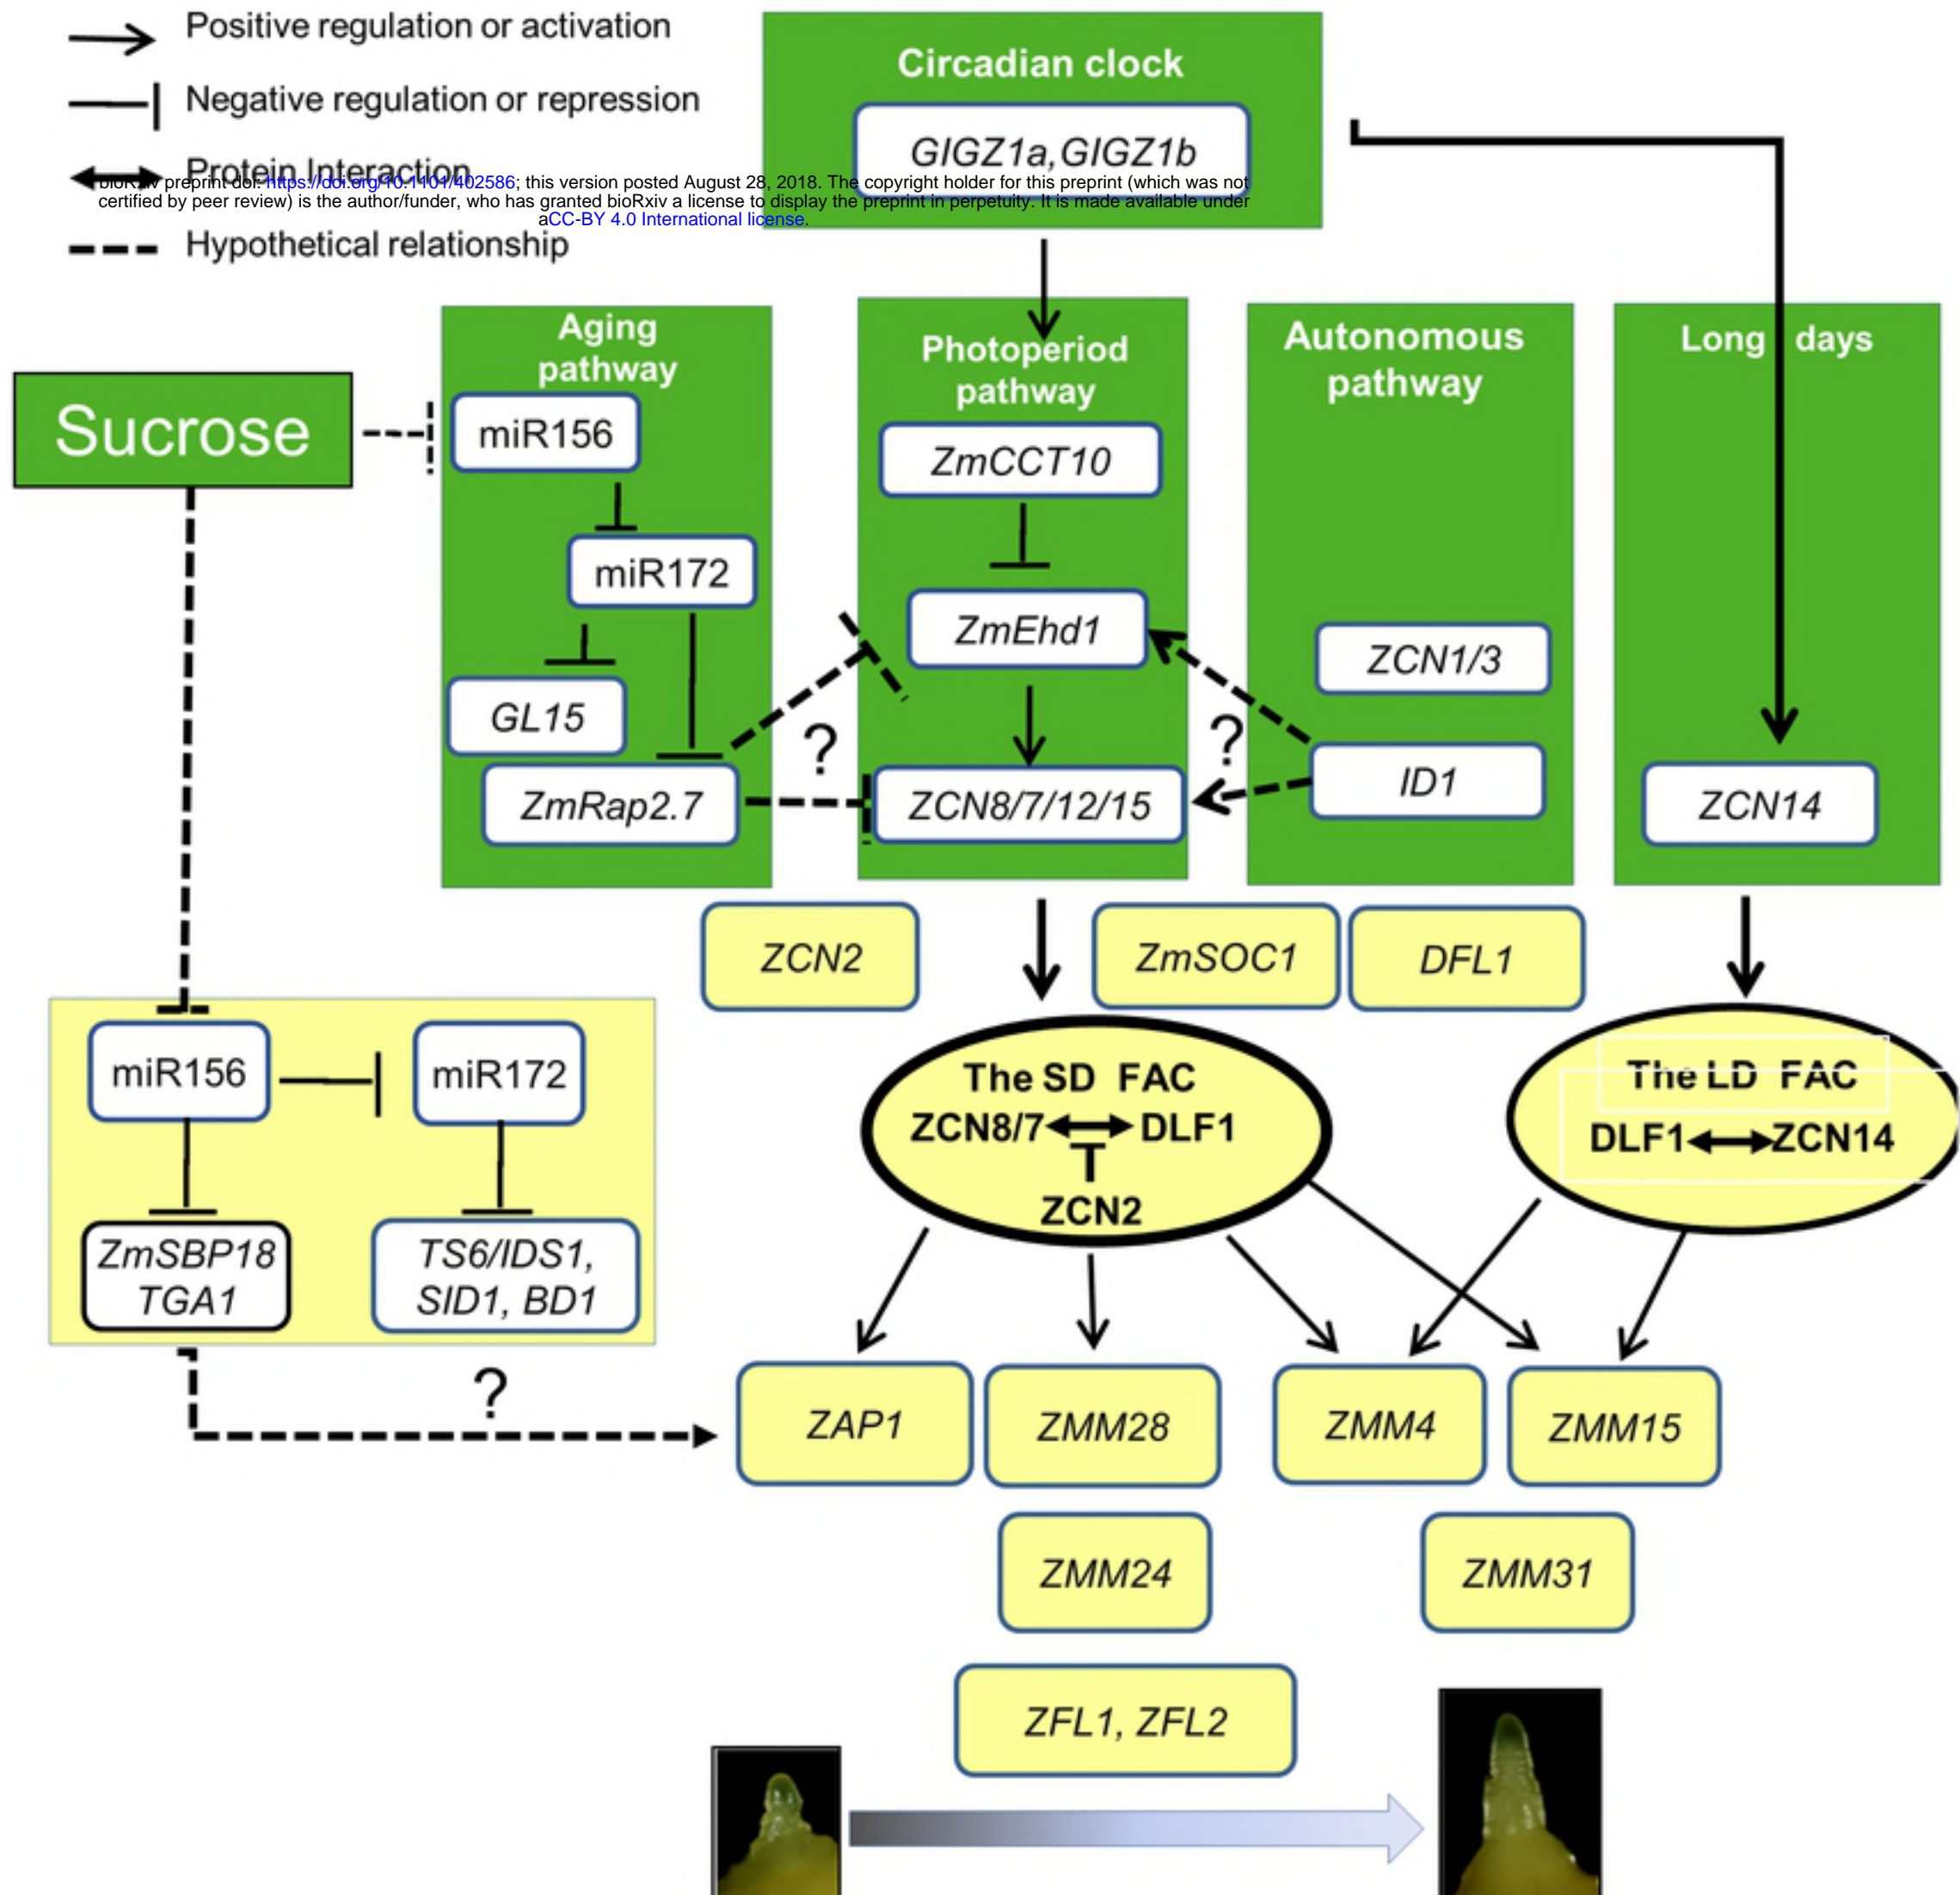 Positive regulation or activation
Negative regulation or repression
Protein Interaction
Hypothetical relationship
bioRxiv preprint doi: https://doi.org/10.1101/402586; this version posted August 28, 2018. The copyright holder for this preprint (which was not
certified by peer review) is the author/funder, who has granted bioRxiv a license to display the preprint in perpetuity. It is made available under
aCC-BY 4.0 International license.
Circadian clock
GIGZ1a,GIGZ1b
Sucrose
Aging
pathway
miR156
miR172
GL15
ZmRap2.7
?
Photoperiod
pathway
ZmCCT10
ZmEhd1
ZCN8/7/12/15
?
Autonomous
pathway
ZCN1/3
ID1
Long days
ZCN14
ZCN2
ZmSOC1
DFL1
miR156
miR172
ZmSBP18
TGA1
TS6/IDS1,
SID1, BD1
?
The SD FAC
ZCN8/7 DLF1
ZCN2
The LD FAC
DLF1 ZCN14
ZAP1
ZMM28
ZMM4
ZMM15
ZMM24
ZMM31
ZFL1, ZFL2